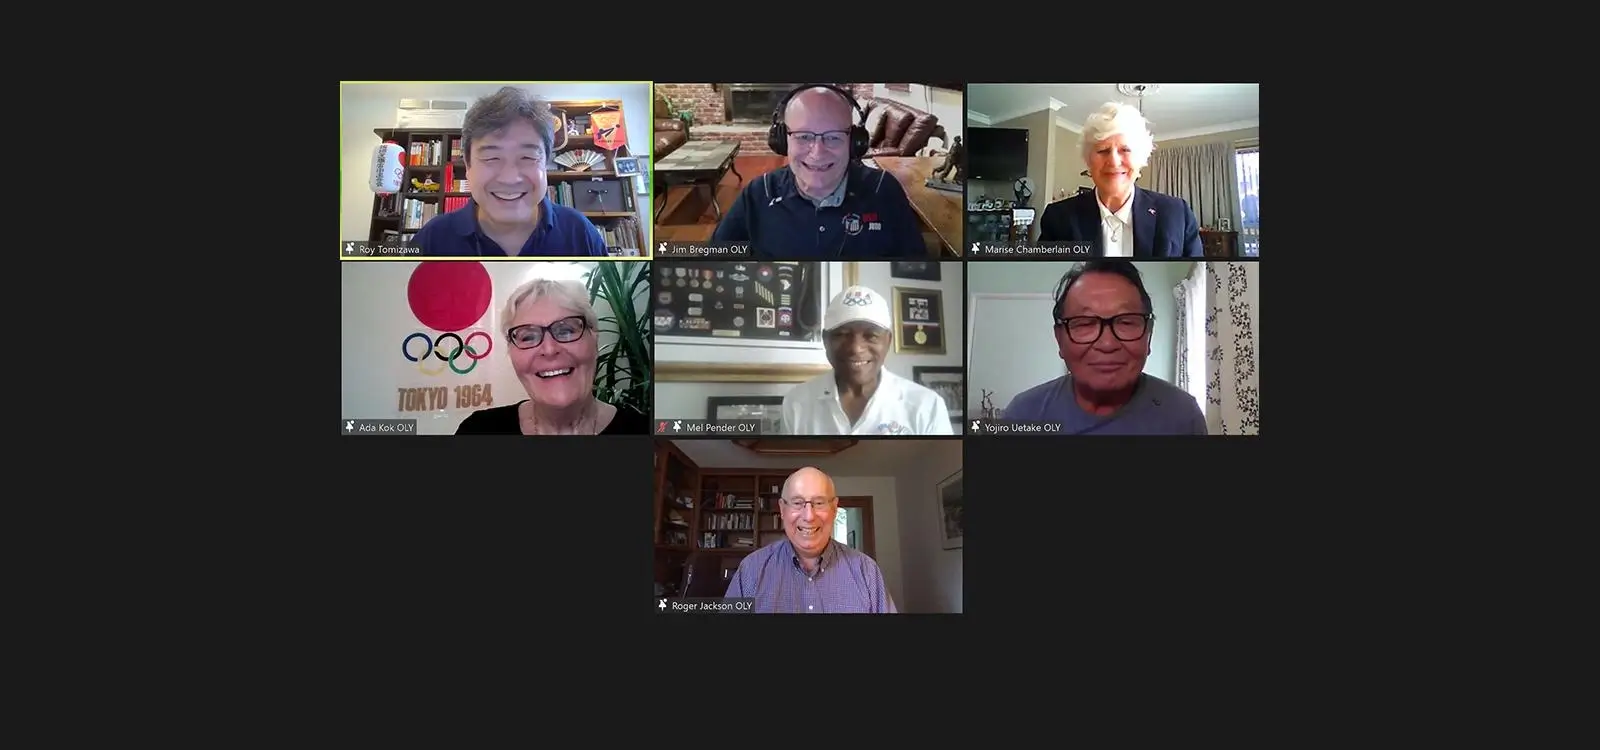 Roy Tomizawa
Jim Bregman OLY
Marise Chamberlain OLY
TOKYO 1964
Ada Kok OLY
Mel Pender OLY
Yojiro Uetake OLY
Roger Jackson OLY